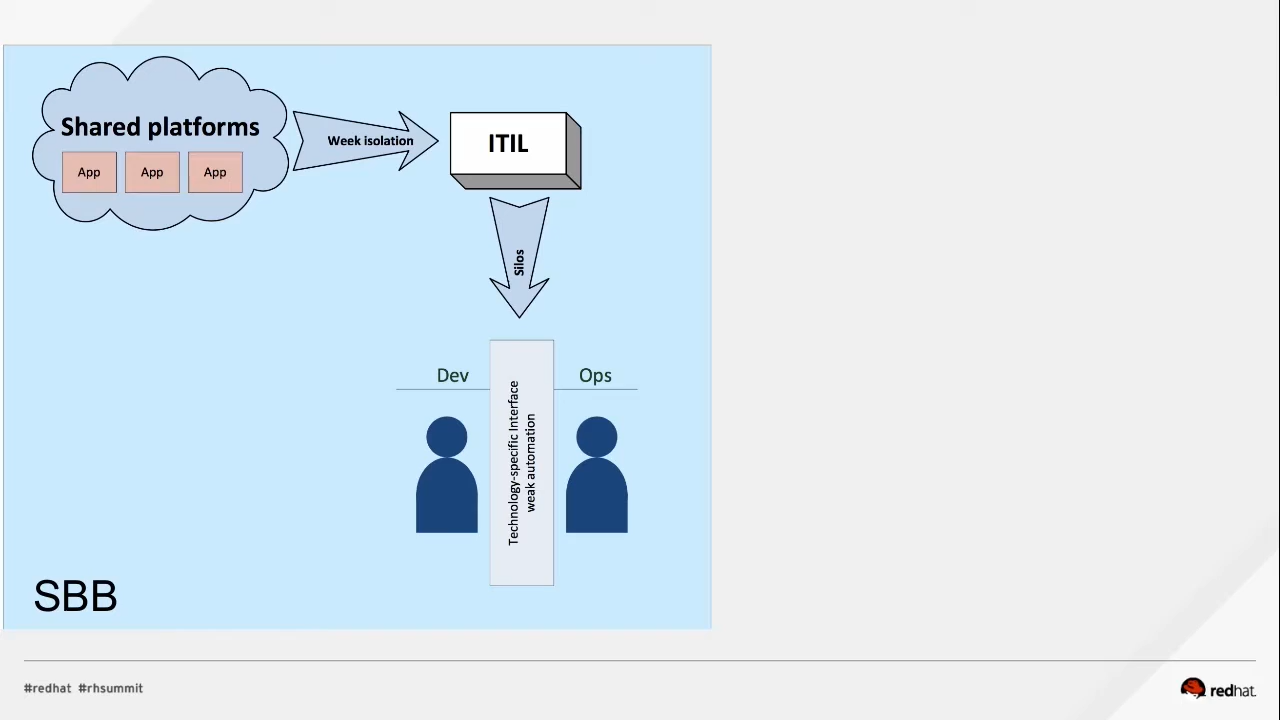 Shared platforms
App App App
Week isolation
ITIL
Silos
Dev
Ops
Technology-specific Interface
weak automation
SBB
#redhat #rhsummit
redhat.